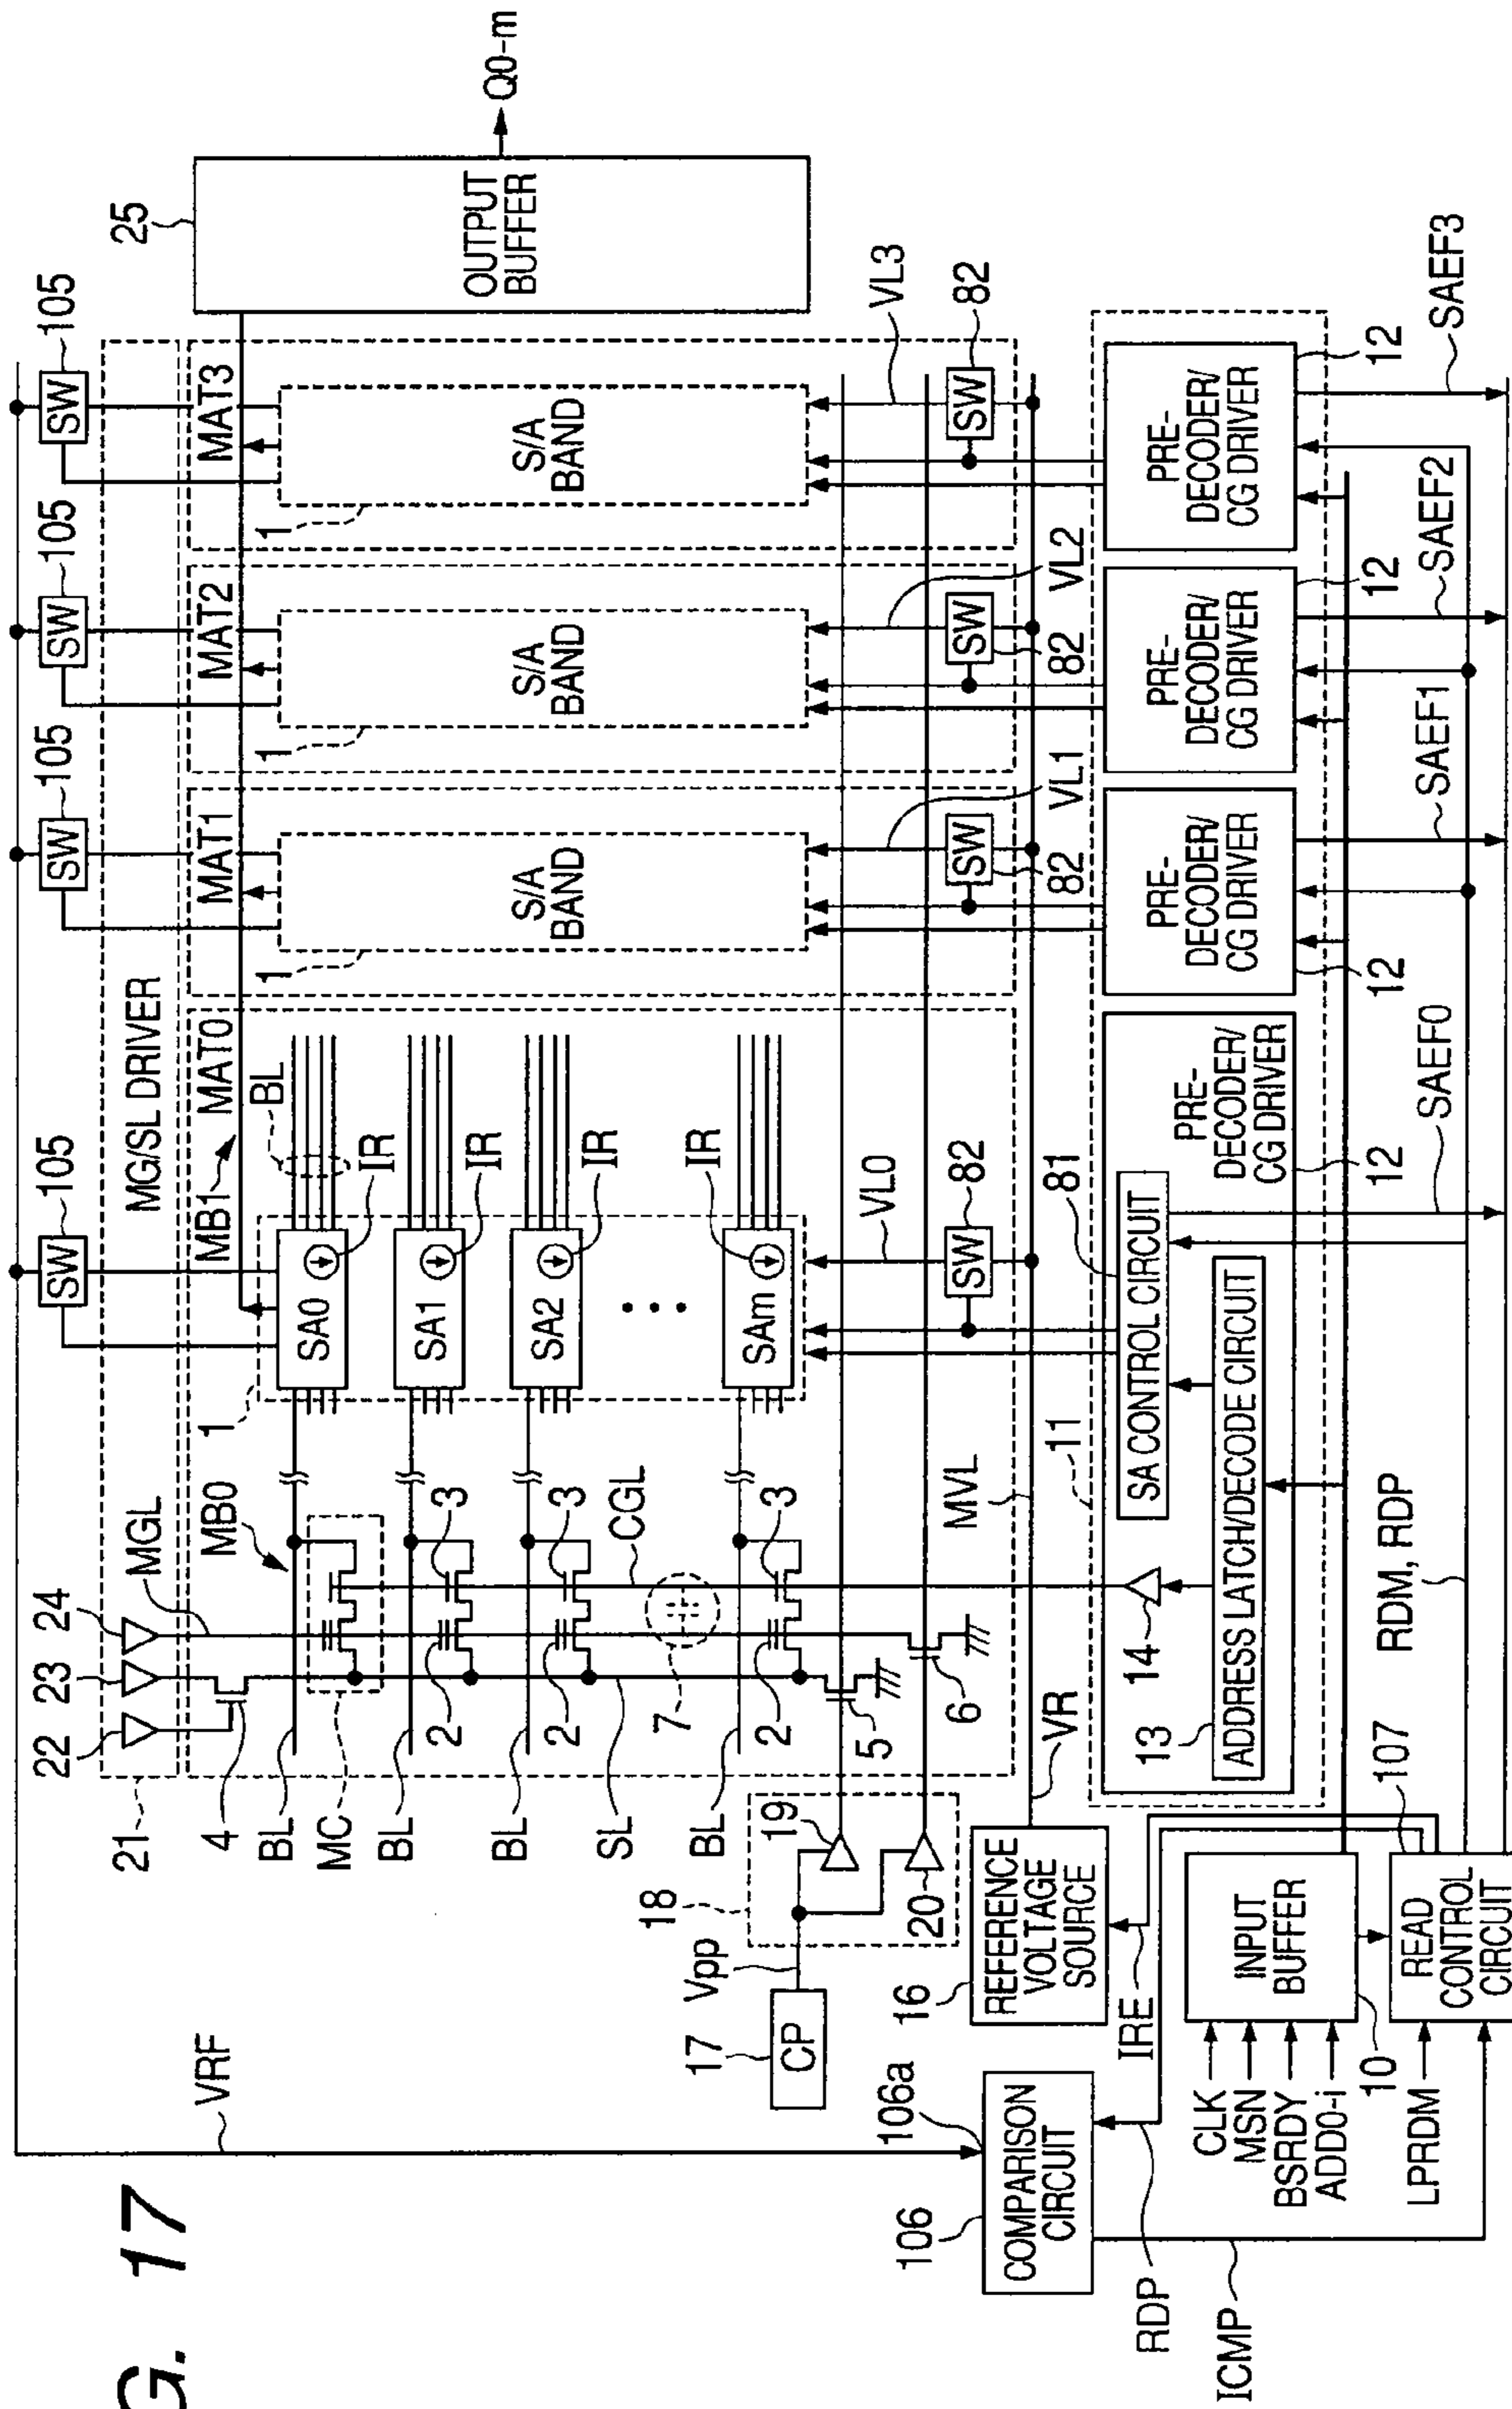 G. 17
VRF
21
22
23
24
MGL
4
MG/SL DRIVER
105
SW
105
SW
105
SW
105
SW
25
OUTPUT
BUFFER
Q0-m
MB0
MB1
MAT0
MAT1
MAT2
MAT3
BL
MC
BL
BL
SL
BL
1
BL
SA0
IR
SA1
IR
SA2
IR
SAm
IR
2
3
2
3
7
2
3
CGL
5
6
1
S/A
BAND
1
S/A
BAND
1
S/A
BAND
17
CP
Vpp
18
19
20
VR
MVL
VL0
SW
82
VL1
SW
82
VL2
SW
82
VL3
SW
82
106
106a
COMPARISON
CIRCUIT
16
REFERENCE
VOLTAGE
SOURCE
IRE
RDP
ICMP
11
13
14
ADDRESS LATCH/DECODE CIRCUIT
SA CONTROL CIRCUIT
81
PRE-
DECODER/
CG DRIVER
12
PRE-
DECODER/
CG DRIVER
12
PRE-
DECODER/
CG DRIVER
12
PRE-
DECODER/
CG DRIVER
12
CLK
MSN
BSRDY
ADD0-i
10
INPUT
BUFFER
LPRDM
107
READ
CONTROL
CIRCUIT
RDM, RDP
SAEF0
SAEF1
SAEF2
SAEF3